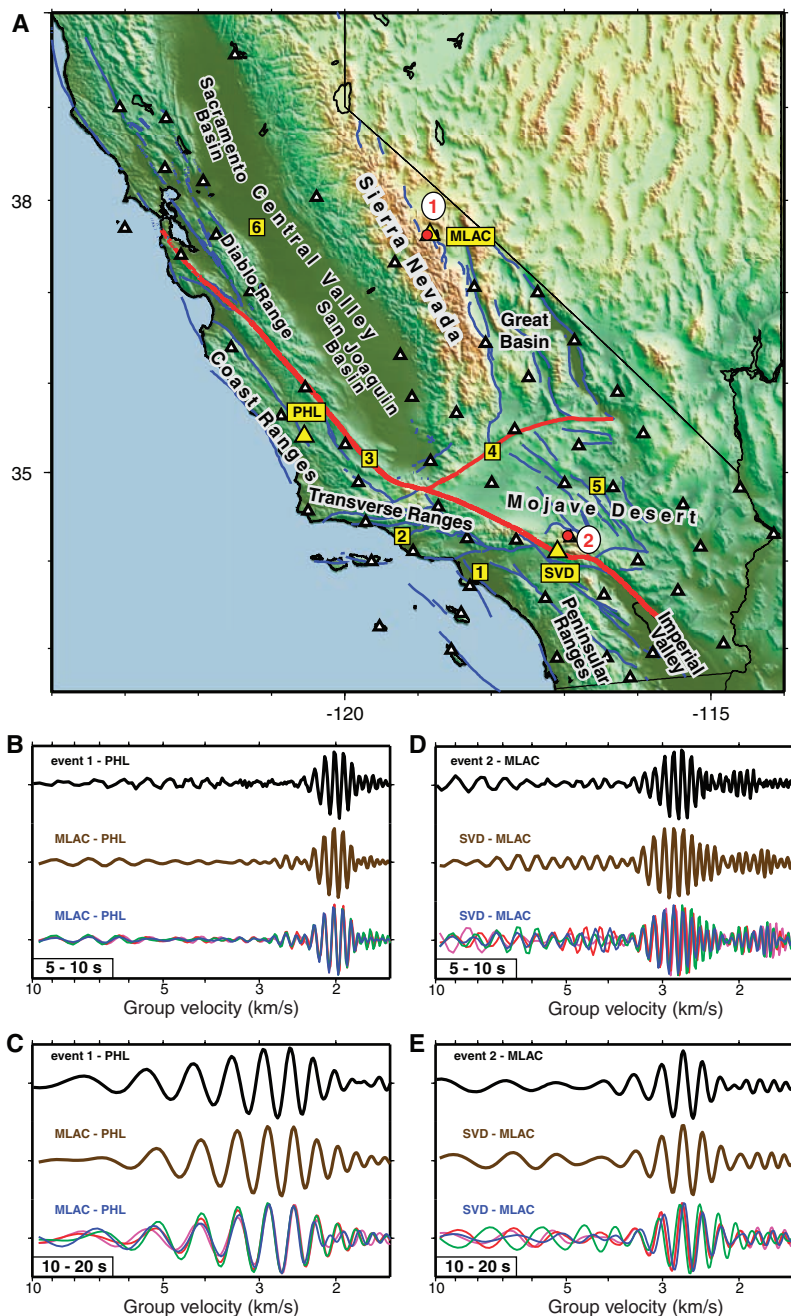 A
Sacramento
Basin
Central Valley
San Joaquin
Basin
Sierra Nevada
1
MLAC
6
Diablo Range
Great
Basin
Coast Ranges
PHL
3
4
5
Mojave Desert
Transverse Ranges
2
2
1
SVD
Peninsular
Ranges
Imperial
Valley
38
35
-120
-115
B
event 1 - PHL
MLAC - PHL
MLAC - PHL
5 - 10 s
10
5
3
2
Group velocity (km/s)
D
event 2 - MLAC
SVD - MLAC
SVD - MLAC
5 - 10 s
10
5
3
2
Group velocity (km/s)
C
event 1 - PHL
MLAC - PHL
MLAC - PHL
10 - 20 s
10
5
3
2
Group velocity (km/s)
E
event 2 - MLAC
SVD - MLAC
SVD - MLAC
10 - 20 s
10
5
3
2
Group velocity (km/s)